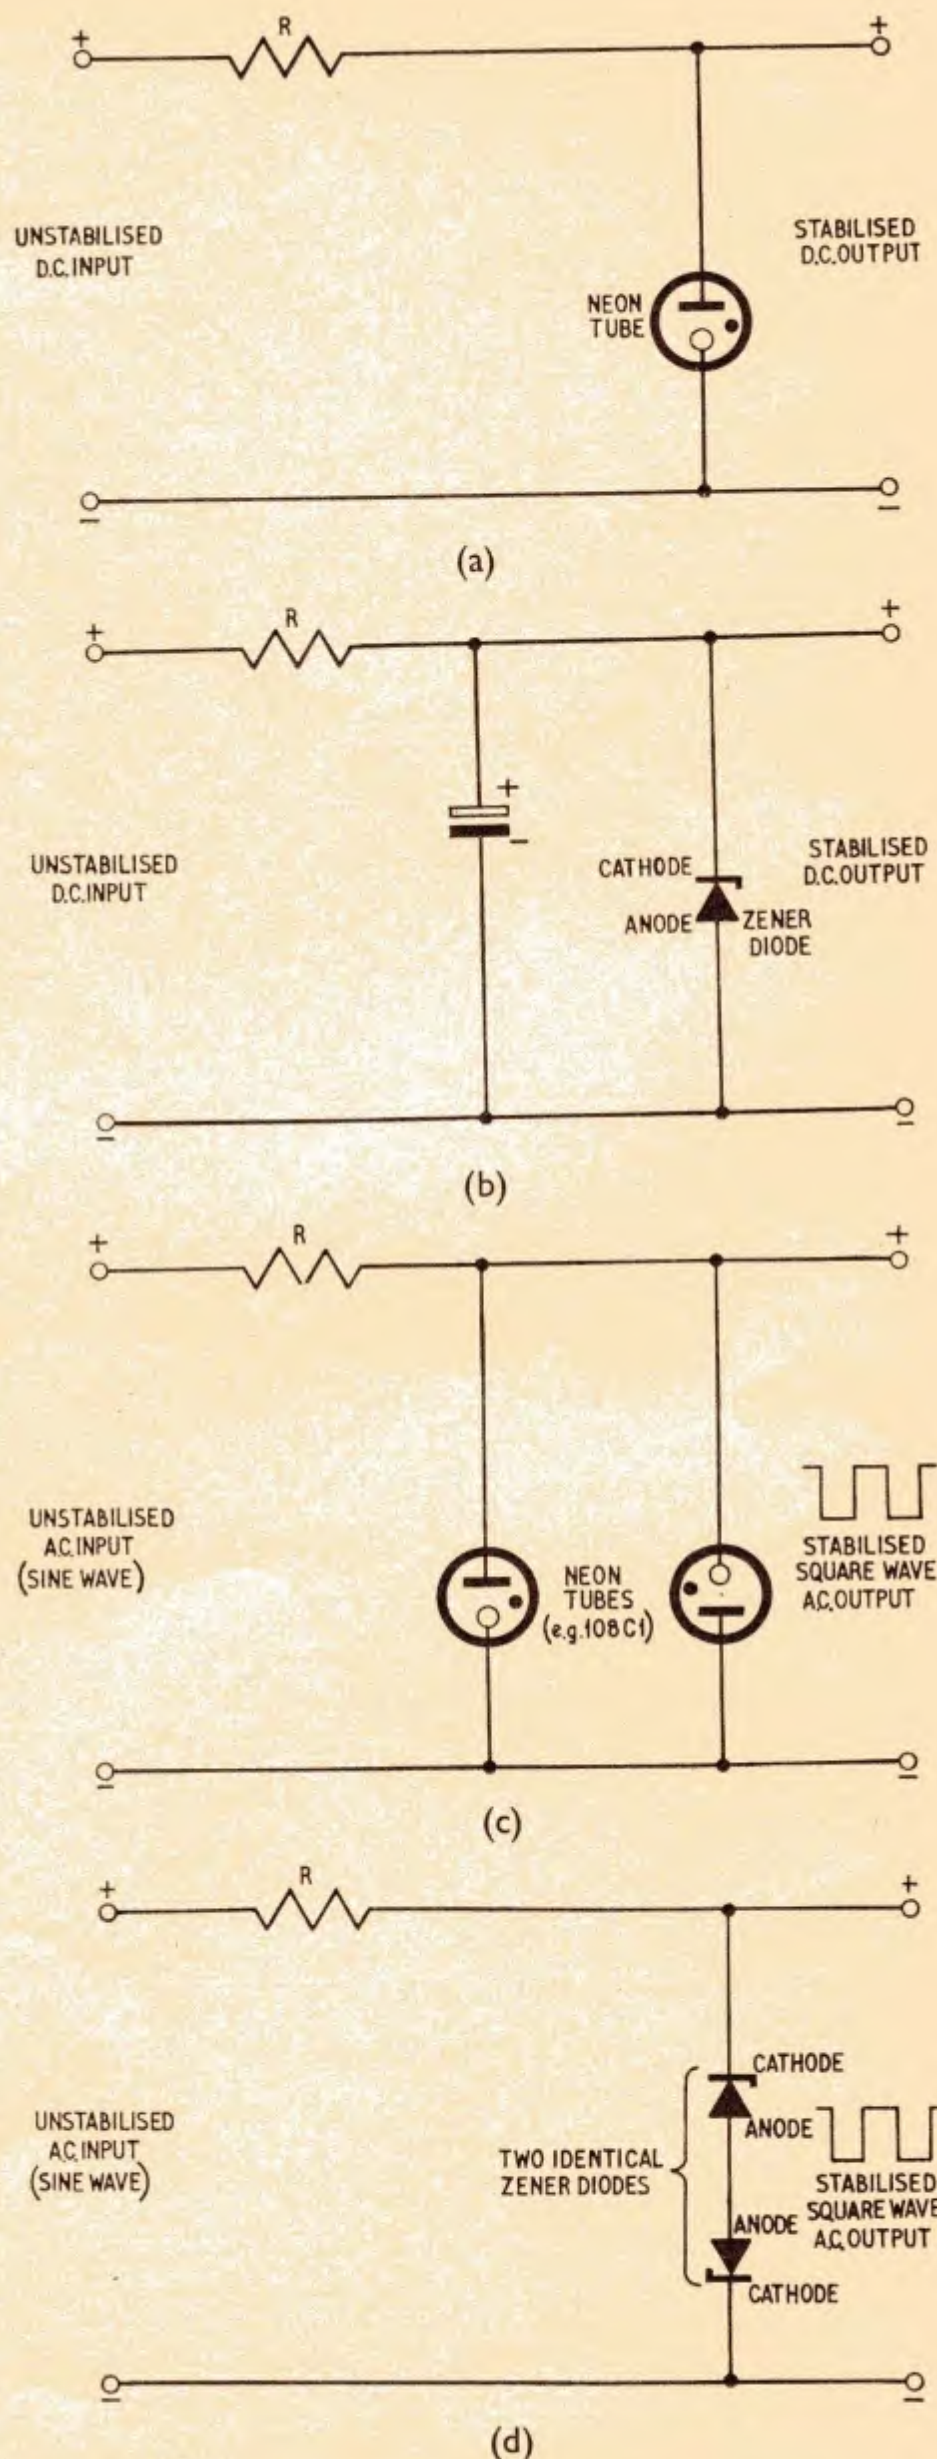 R
+ +
UNSTABILISED
D.C. INPUT
STABILISED
D.C. OUTPUT
NEON
TUBE
− −
(a)
R
+ +
+
−
UNSTABILISED
D.C. INPUT
CATHODE
ANODE
ZENER
DIODE
STABILISED
D.C. OUTPUT
− −
(b)
R
+ +
UNSTABILISED
A.C. INPUT
(SINE WAVE)
NEON
TUBES
(e.g. 108C1)
STABILISED
SQUARE WAVE
A.C. OUTPUT
− −
(c)
R
+ +
UNSTABILISED
A.C. INPUT
(SINE WAVE)
TWO IDENTICAL
ZENER DIODES
CATHODE
ANODE
ANODE
CATHODE
STABILISED
SQUARE WAVE
A.C. OUTPUT
− −
(d)